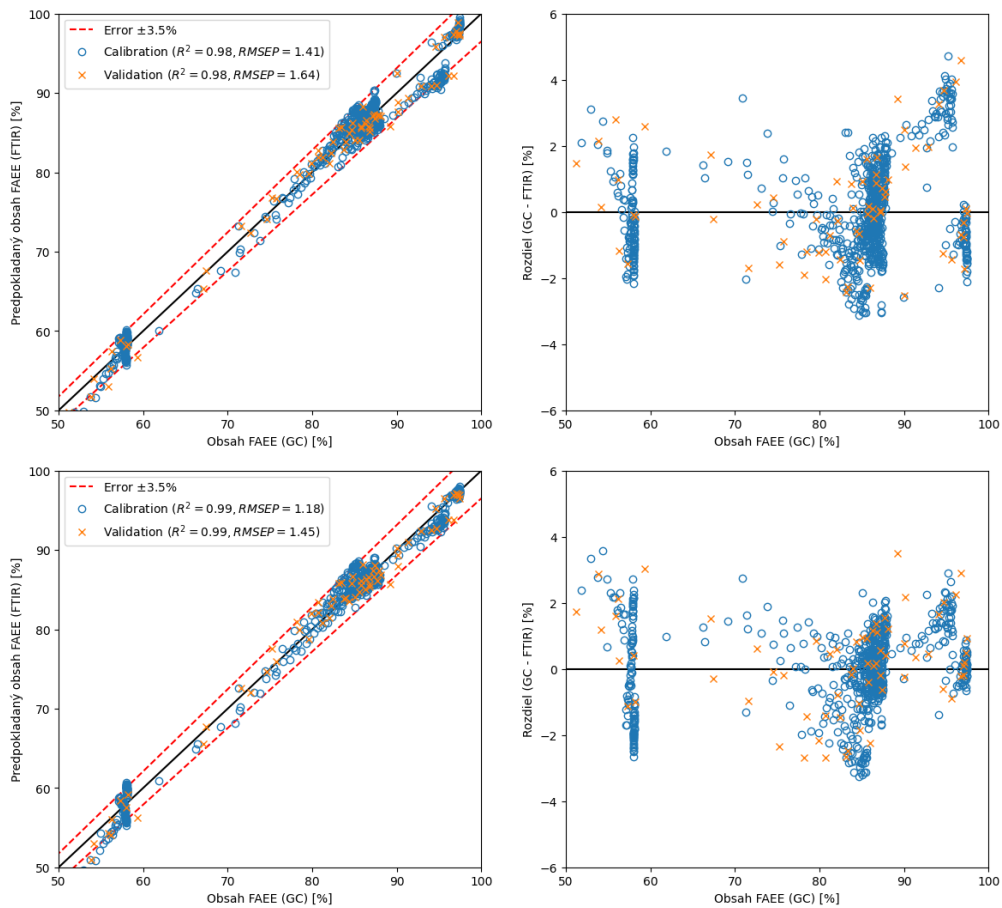 Error ±3.5%
Calibration (R² = 0.98, RMSEP = 1.41)
Validation (R² = 0.98, RMSEP = 1.64)
Predpokladaný obsah FAEE (FTIR) [%]
100
90
80
70
60
50
50 60 70 80 90 100
Obsah FAEE (GC) [%]
Rozdiel (GC - FTIR) [%]
6
4
2
0
−2
−4
−6
50 60 70 80 90 100
Obsah FAEE (GC) [%]
Error ±3.5%
Calibration (R² = 0.99, RMSEP = 1.18)
Validation (R² = 0.99, RMSEP = 1.45)
Predpokladaný obsah FAEE (FTIR) [%]
100
90
80
70
60
50
50 60 70 80 90 100
Obsah FAEE (GC) [%]
Rozdiel (GC - FTIR) [%]
6
4
2
0
−2
−4
−6
50 60 70 80 90 100
Obsah FAEE (GC) [%]